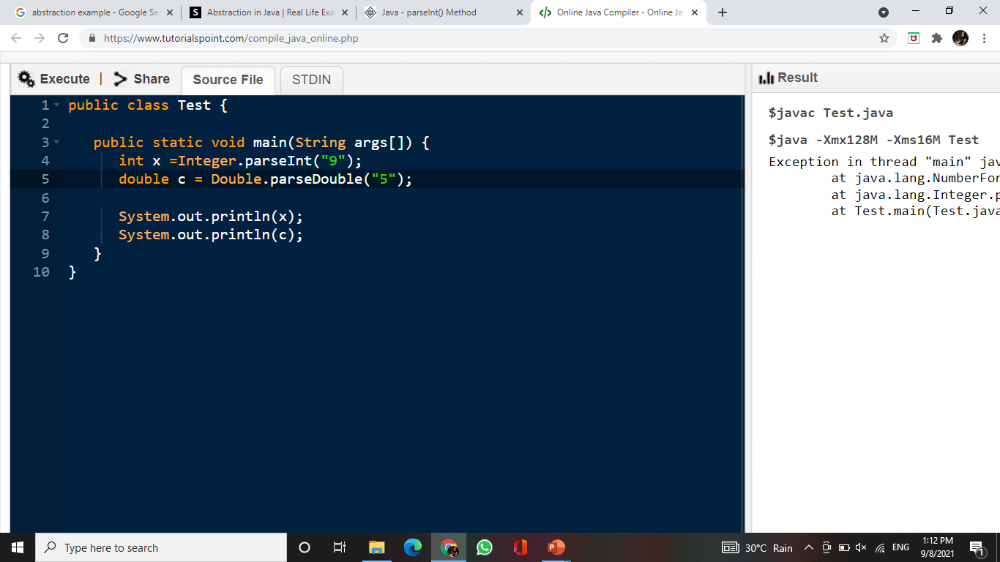 abstraction example - Google Se
Abstraction in Java | Real Life Exa
Java - parseInt() Method
Online Java Compiler - Online Jav
https://www.tutorialspoint.com/compile_java_online.php
Execute | Share Source File STDIN
Result
1 public class Test {
2
3 public static void main(String args[]) {
4 int x =Integer.parseInt("9");
5 double c = Double.parseDouble("5");
6
7 System.out.println(x);
8 System.out.println(c);
9 }
10 }
$javac Test.java
$java -Xmx128M -Xms16M Test
Exception in thread "main" jav
at java.lang.NumberFor
at java.lang.Integer.p
at Test.main(Test.java
Type here to search
30°C Rain
ENG
1:12 PM
9/8/2021
1